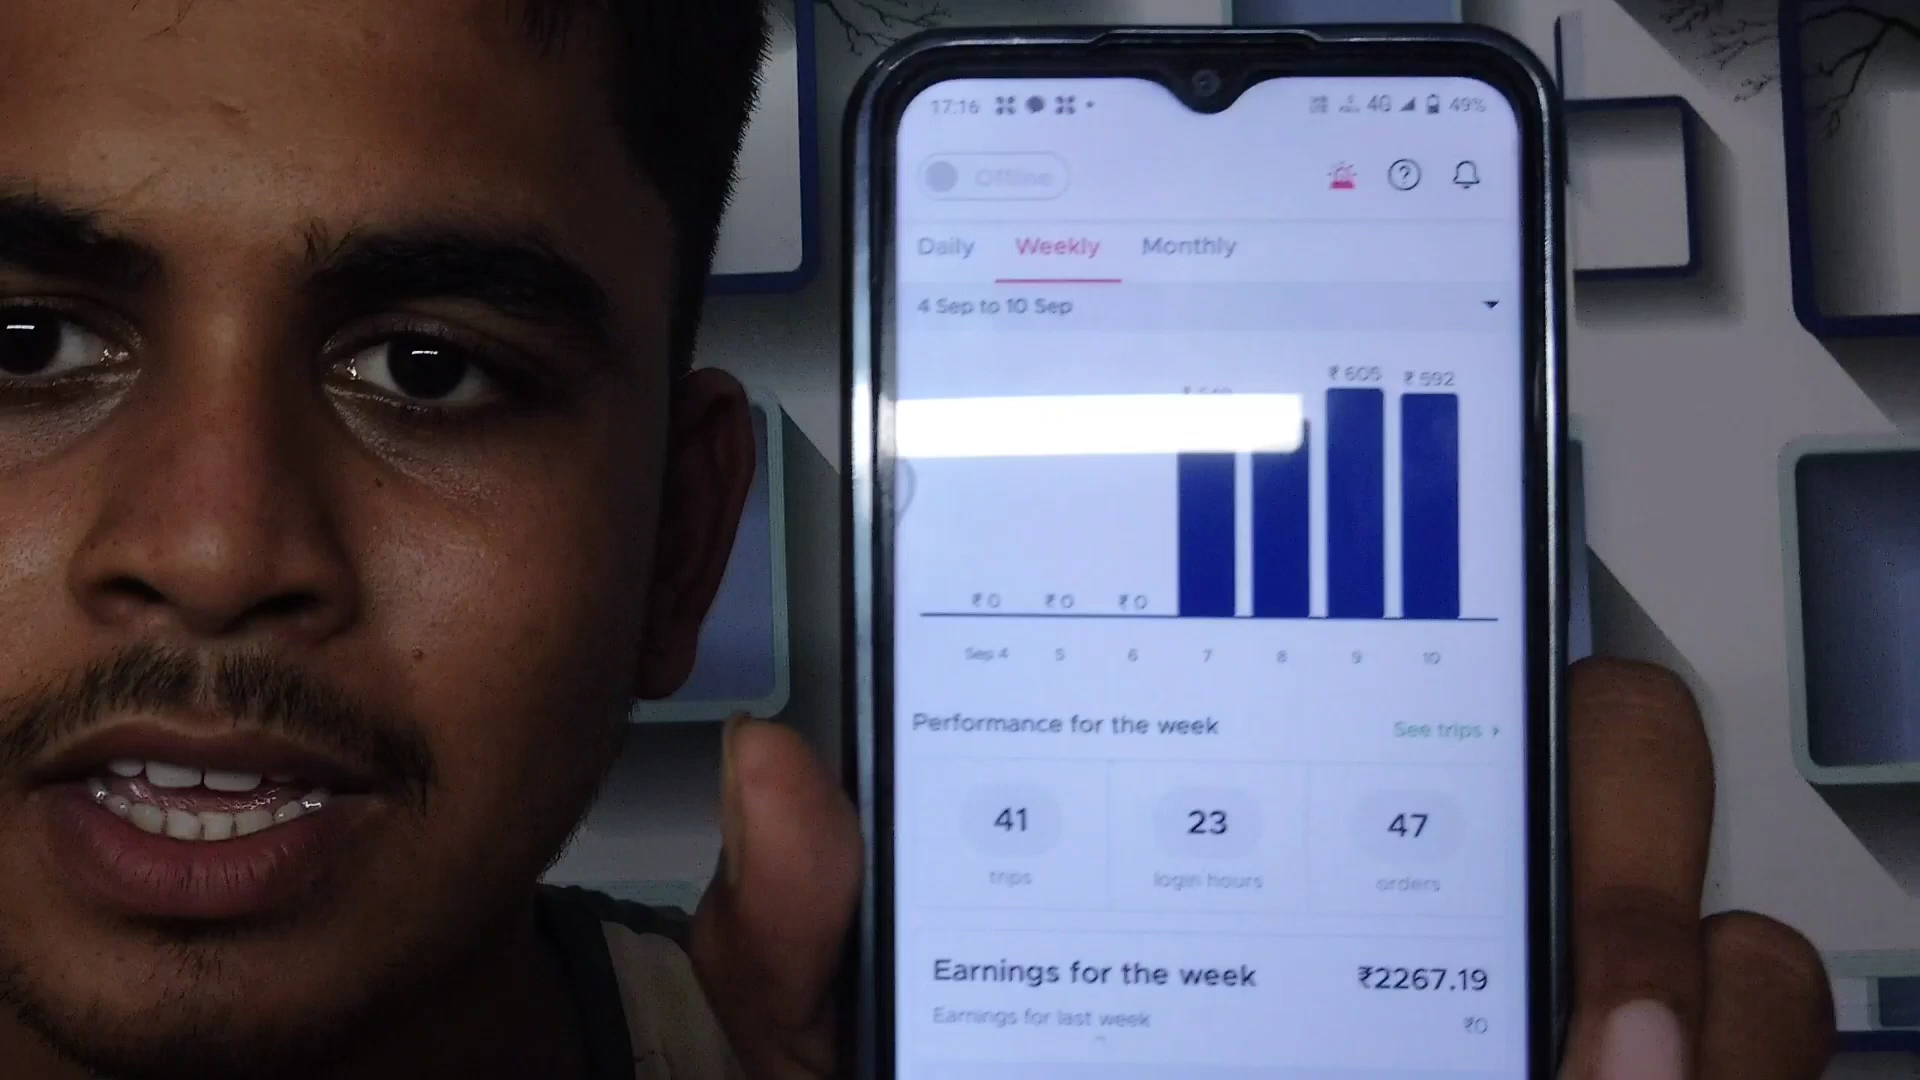 17:16 4G 49%
Offline
Daily Weekly Monthly
4 Sep to 10 Sep
₹605 ₹592
₹0 ₹0 ₹0
Sep 4 5 6 7 8 9 10
Performance for the week See trips ›
41 23 47
trips login hours orders
Earnings for the week ₹2267.19
Earnings for last week ₹0